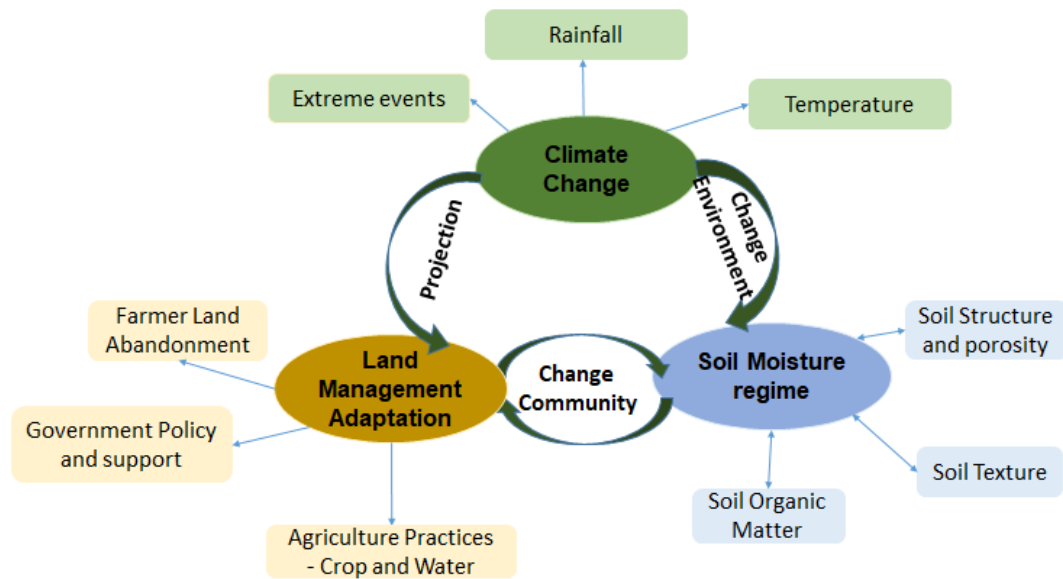 Rainfall
Extreme events
Temperature
Climate
Change
Projection
Change
Environment
Farmer Land
Abandonment
Soil Structure
and porosity
Land
Management
Adaptation
Change
Community
Soil Moisture
regime
Government Policy
and support
Soil Texture
Soil Organic
Matter
Agriculture Practices
- Crop and Water